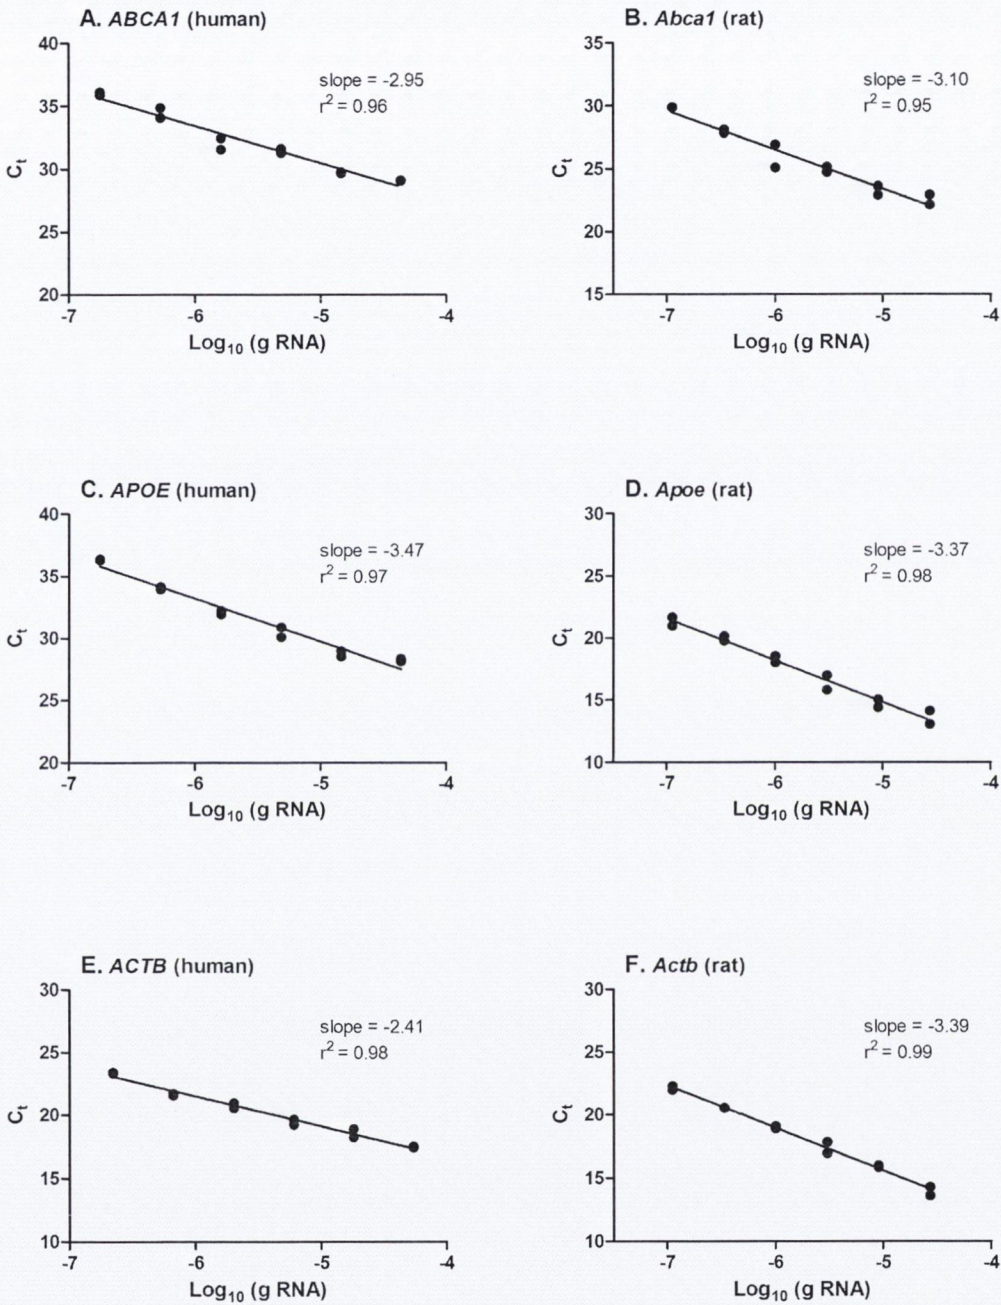 A. ABCA1 (human)
slope = -2.95
r² = 0.96
40
35
30
25
20
Cₜ
-7 -6 -5 -4
Log₁₀ (g RNA)
B. Abca1 (rat)
slope = -3.10
r² = 0.95
35
30
25
20
15
Cₜ
-7 -6 -5 -4
Log₁₀ (g RNA)
C. APOE (human)
slope = -3.47
r² = 0.97
40
35
30
25
20
Cₜ
-7 -6 -5 -4
Log₁₀ (g RNA)
D. Apoe (rat)
slope = -3.37
r² = 0.98
30
25
20
15
10
Cₜ
-7 -6 -5 -4
Log₁₀ (g RNA)
E. ACTB (human)
slope = -2.41
r² = 0.98
30
25
20
15
10
Cₜ
-7 -6 -5 -4
Log₁₀ (g RNA)
F. Actb (rat)
slope = -3.39
r² = 0.99
30
25
20
15
10
Cₜ
-7 -6 -5 -4
Log₁₀ (g RNA)